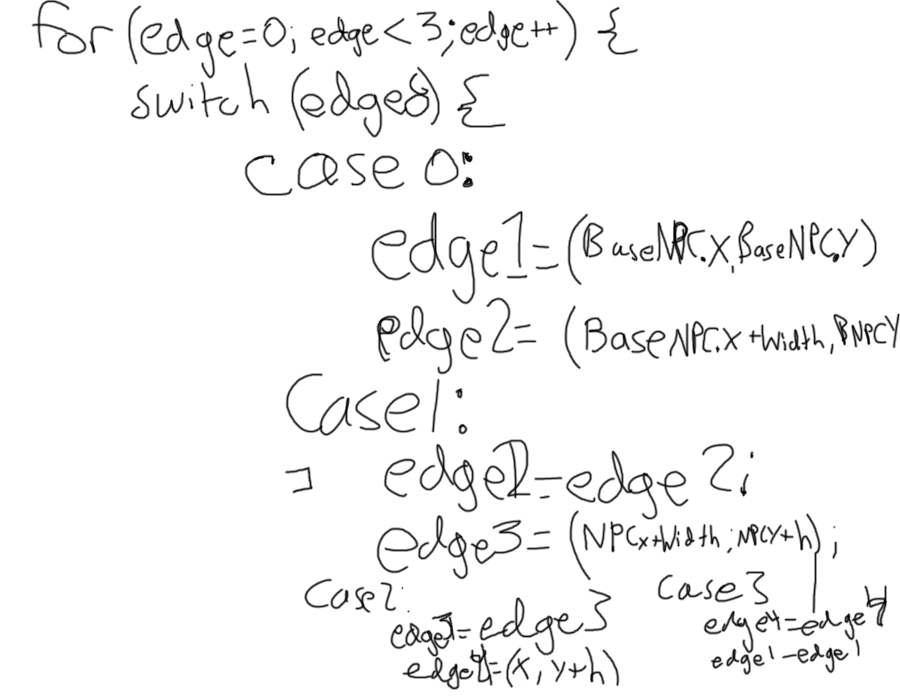 for (edge=0; edge<3; edge++) {
switch (edge8) {
case 0:
edge1=(BaseNPC.X, BaseNPC.Y)
edge2= (BaseNPC.X+Width, BNPCY
Case1:
edge2=edge2;
edge3= (NPCx+Width, NPCY+h);
Case2:
edge3=edge3
edge4=(X, y+h)
Case3
edge4=edge4
edge1-edge1